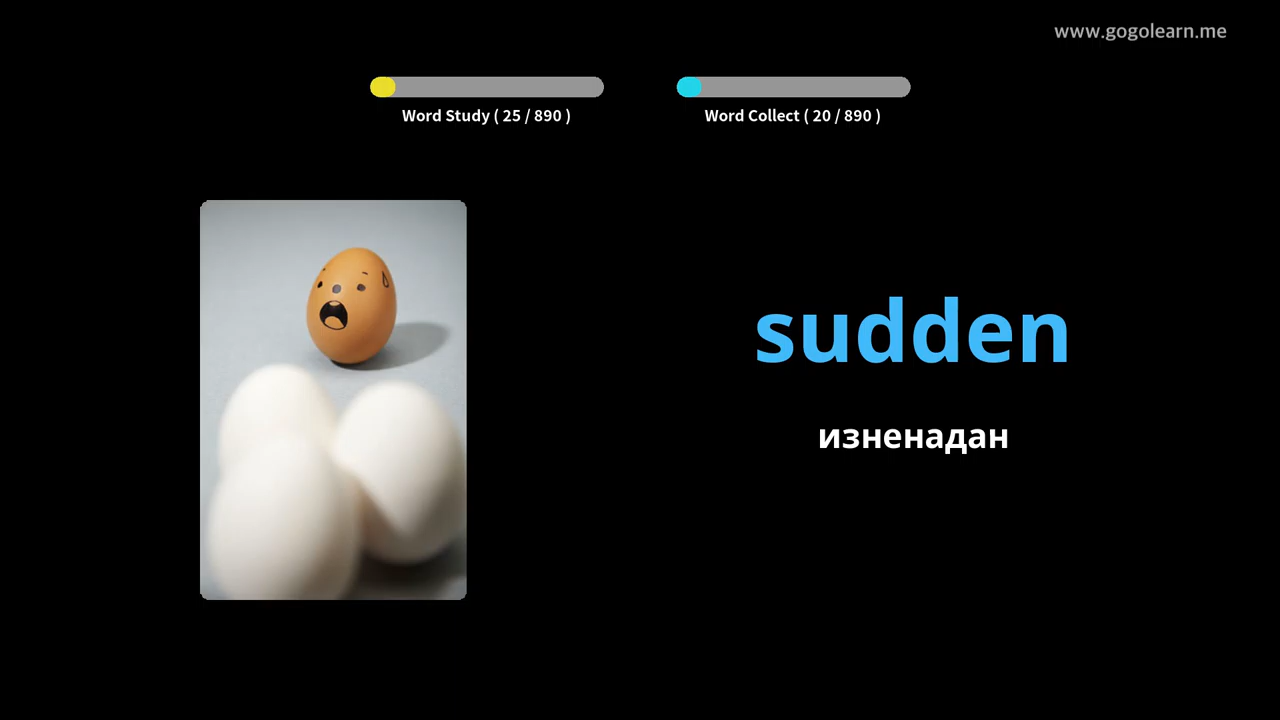 www.gogolearn.me
Word Study ( 25 / 890 )
Word Collect ( 20 / 890 )
sudden
изненадан